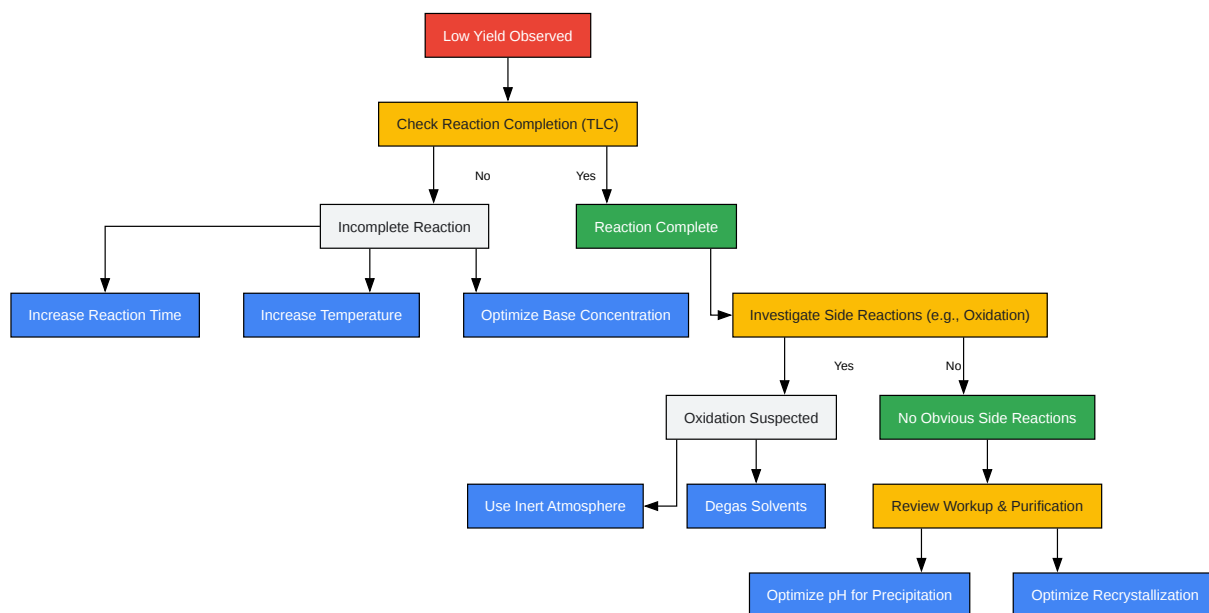 Low Yield Observed
Check Reaction Completion (TLC)
No
Yes
Incomplete Reaction
Reaction Complete
Increase Reaction Time
Increase Temperature
Optimize Base Concentration
Investigate Side Reactions (e.g., Oxidation)
Yes
No
Oxidation Suspected
No Obvious Side Reactions
Use Inert Atmosphere
Degas Solvents
Review Workup & Purification
Optimize pH for Precipitation
Optimize Recrystallization